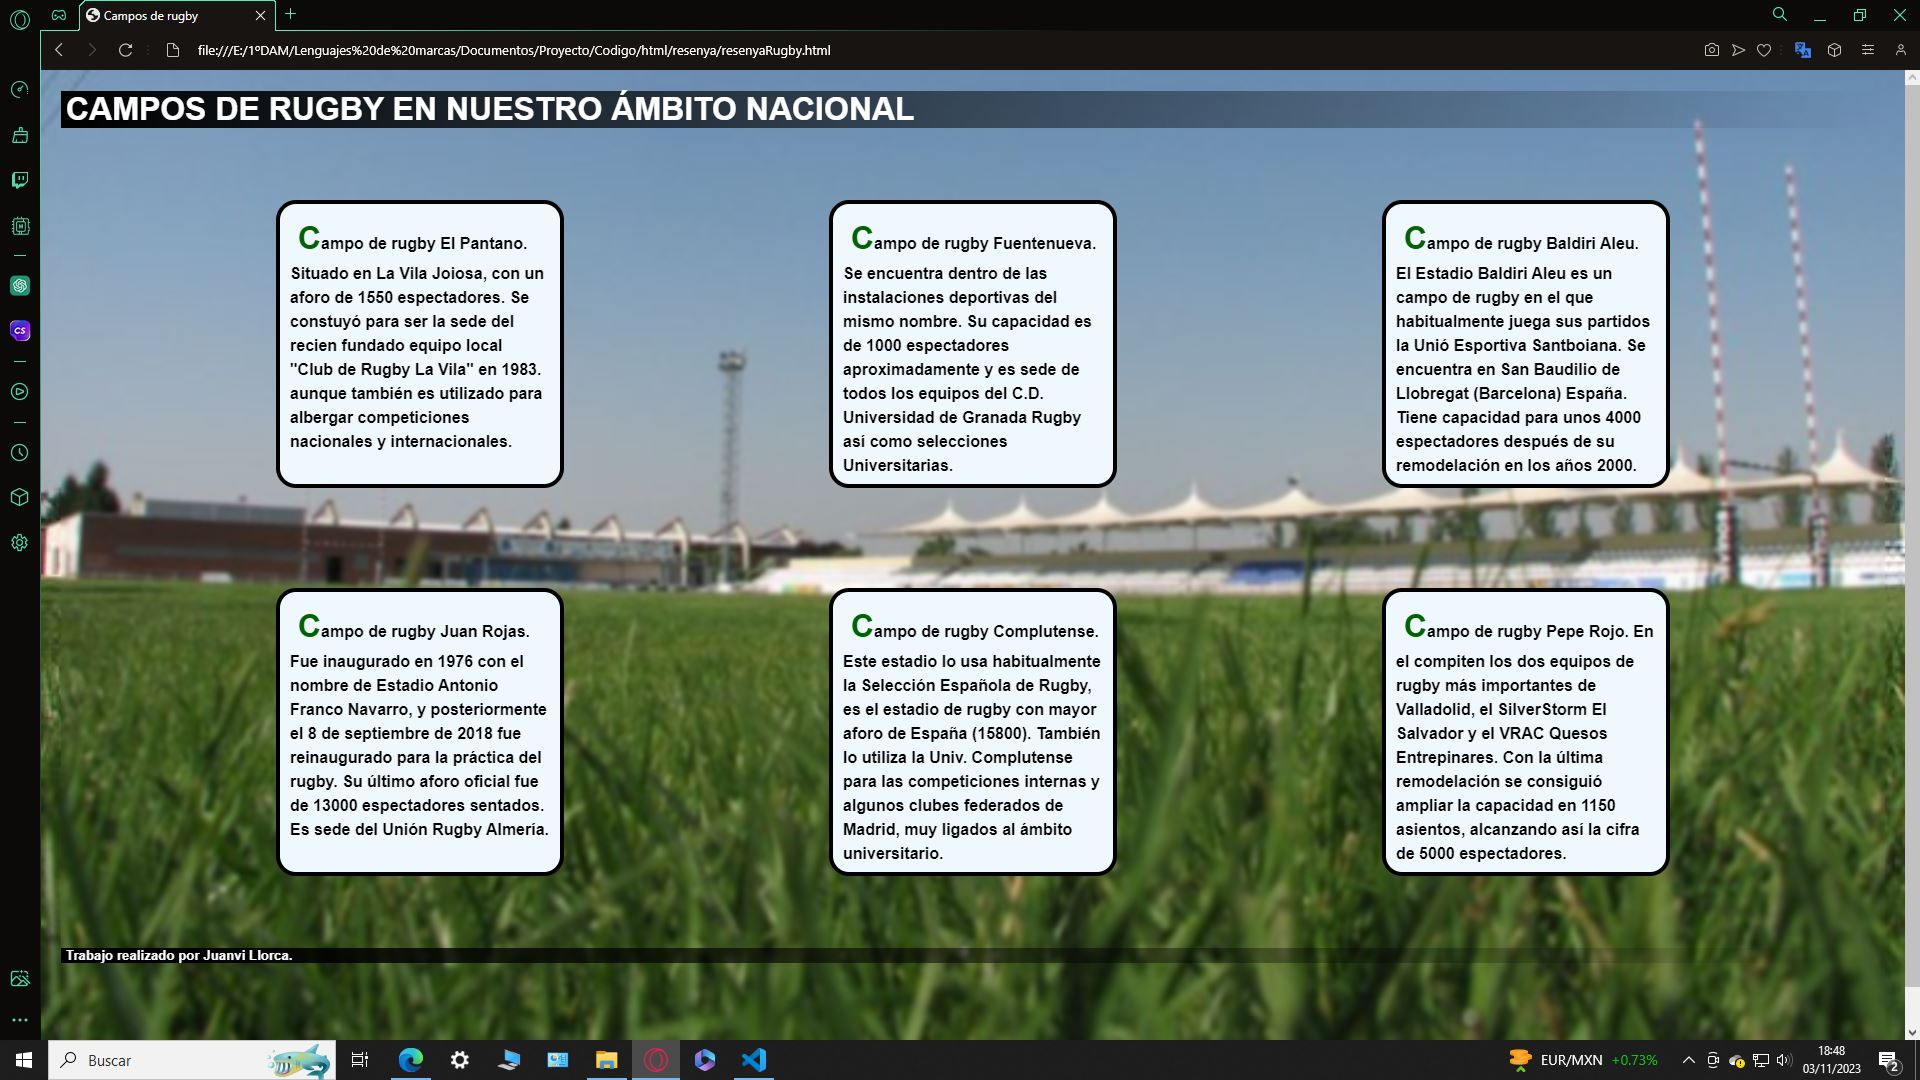 Campos de rugby
file:///E:/1ºDAM/Lenguajes%20de%20marcas/Documentos/Proyecto/Codigo/html/resenya/resenyaRugby.html
CAMPOS DE RUGBY EN NUESTRO ÁMBITO NACIONAL
Campo de rugby El Pantano.
Situado en La Vila Joiosa, con un
aforo de 1550 espectadores. Se
constuyó para ser la sede del
recien fundado equipo local
"Club de Rugby La Vila" en 1983.
aunque también es utilizado para
albergar competiciones
nacionales y internacionales.
Campo de rugby Fuentenueva.
Se encuentra dentro de las
instalaciones deportivas del
mismo nombre. Su capacidad es
de 1000 espectadores
aproximadamente y es sede de
todos los equipos del C.D.
Universidad de Granada Rugby
así como selecciones
Universitarias.
Campo de rugby Baldiri Aleu.
El Estadio Baldiri Aleu es un
campo de rugby en el que
habitualmente juega sus partidos
la Unió Esportiva Santboiana. Se
encuentra en San Baudilio de
Llobregat (Barcelona) España.
Tiene capacidad para unos 4000
espectadores después de su
remodelación en los años 2000.
Campo de rugby Juan Rojas.
Fue inaugurado en 1976 con el
nombre de Estadio Antonio
Franco Navarro, y posteriormente
el 8 de septiembre de 2018 fue
reinaugurado para la práctica del
rugby. Su último aforo oficial fue
de 13000 espectadores sentados.
Es sede del Unión Rugby Almería.
Campo de rugby Complutense.
Este estadio lo usa habitualmente
la Selección Española de Rugby,
es el estadio de rugby con mayor
aforo de España (15800). También
lo utiliza la Univ. Complutense
para las competiciones internas y
algunos clubes federados de
Madrid, muy ligados al ámbito
universitario.
Campo de rugby Pepe Rojo. En
el compiten los dos equipos de
rugby más importantes de
Valladolid, el SilverStorm El
Salvador y el VRAC Quesos
Entrepinares. Con la última
remodelación se consiguió
ampliar la capacidad en 1150
asientos, alcanzando así la cifra
de 5000 espectadores.
Trabajo realizado por Juanvi Llorca.
CS
Buscar
EUR/MXN +0.73%
18:48
03/11/2023
2